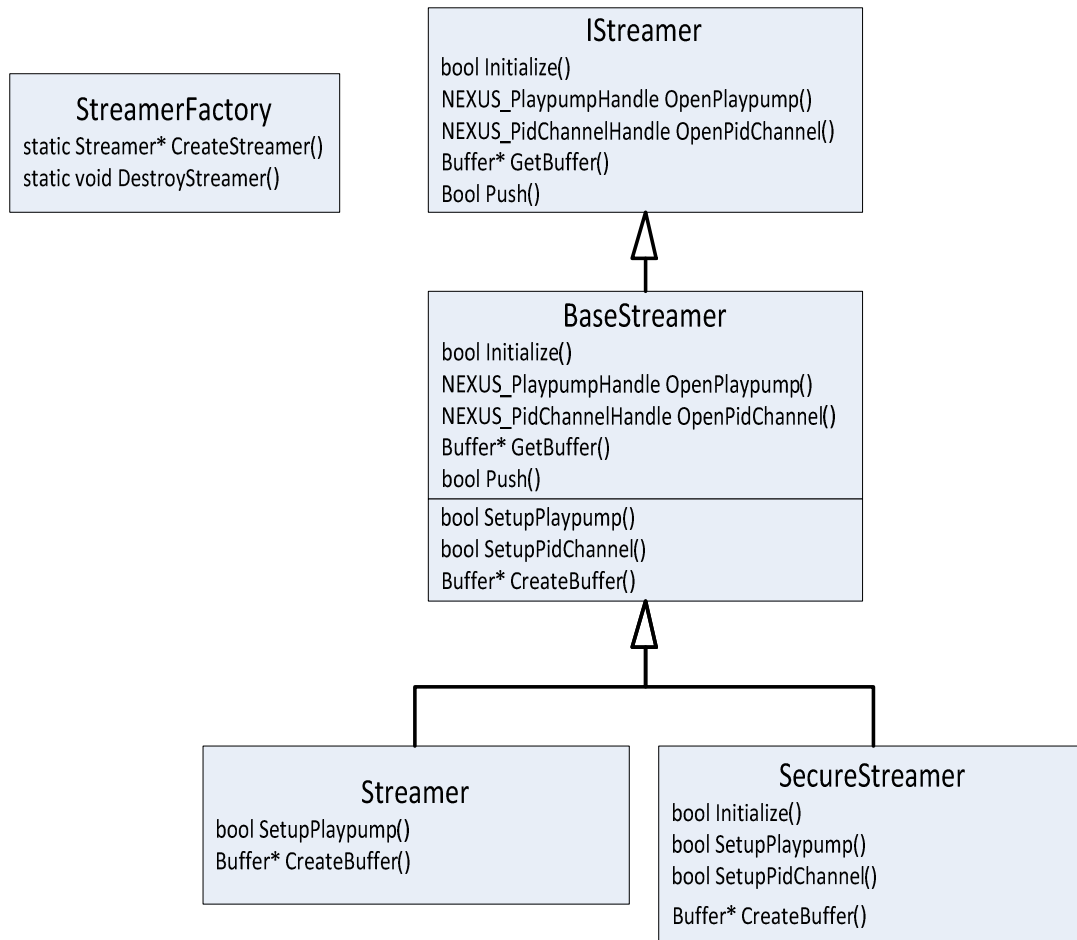 StreamerFactory
static Streamer* CreateStreamer()
static void DestroyStreamer()
IStreamer
bool Initialize()
NEXUS_PlaypumpHandle OpenPlaypump()
NEXUS_PidChannelHandle OpenPidChannel()
Buffer* GetBuffer()
Bool Push()
BaseStreamer
bool Initialize()
NEXUS_PlaypumpHandle OpenPlaypump()
NEXUS_PidChannelHandle OpenPidChannel()
Buffer* GetBuffer()
bool Push()
bool SetupPlaypump()
bool SetupPidChannel()
Buffer* CreateBuffer()
Streamer
bool SetupPlaypump()
Buffer* CreateBuffer()
SecureStreamer
bool Initialize()
bool SetupPlaypump()
bool SetupPidChannel()
Buffer* CreateBuffer()